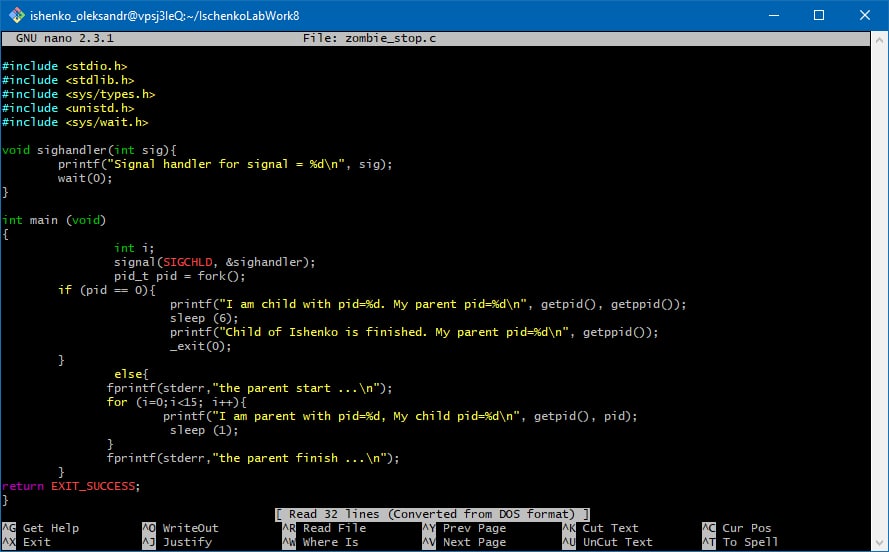 ishenko_oleksandr@vpsj3leQ:~/IschenkoLabWork8
GNU nano 2.3.1 File: zombie_stop.c
#include <stdio.h>
#include <stdlib.h>
#include <sys/types.h>
#include <unistd.h>
#include <sys/wait.h>
void sighandler(int sig){
printf("Signal handler for signal = %d\n", sig);
wait(0);
}
int main (void)
{
int i;
signal(SIGCHLD, &sighandler);
pid_t pid = fork();
if (pid == 0){
printf("I am child with pid=%d. My parent pid=%d\n", getpid(), getppid());
sleep (6);
printf("Child of Ishenko is finished. My parent pid=%d\n", getppid());
_exit(0);
}
else{
fprintf(stderr,"the parent start ...\n");
for (i=0;i<15; i++){
printf("I am parent with pid=%d, My child pid=%d\n", getpid(), pid);
sleep (1);
}
fprintf(stderr,"the parent finish ...\n");
}
return EXIT_SUCCESS;
}
[ Read 32 lines (Converted from DOS format) ]
^G Get Help ^O WriteOut ^R Read File ^Y Prev Page ^K Cut Text ^C Cur Pos
^X Exit ^J Justify ^W Where Is ^V Next Page ^U UnCut Text ^T To Spell